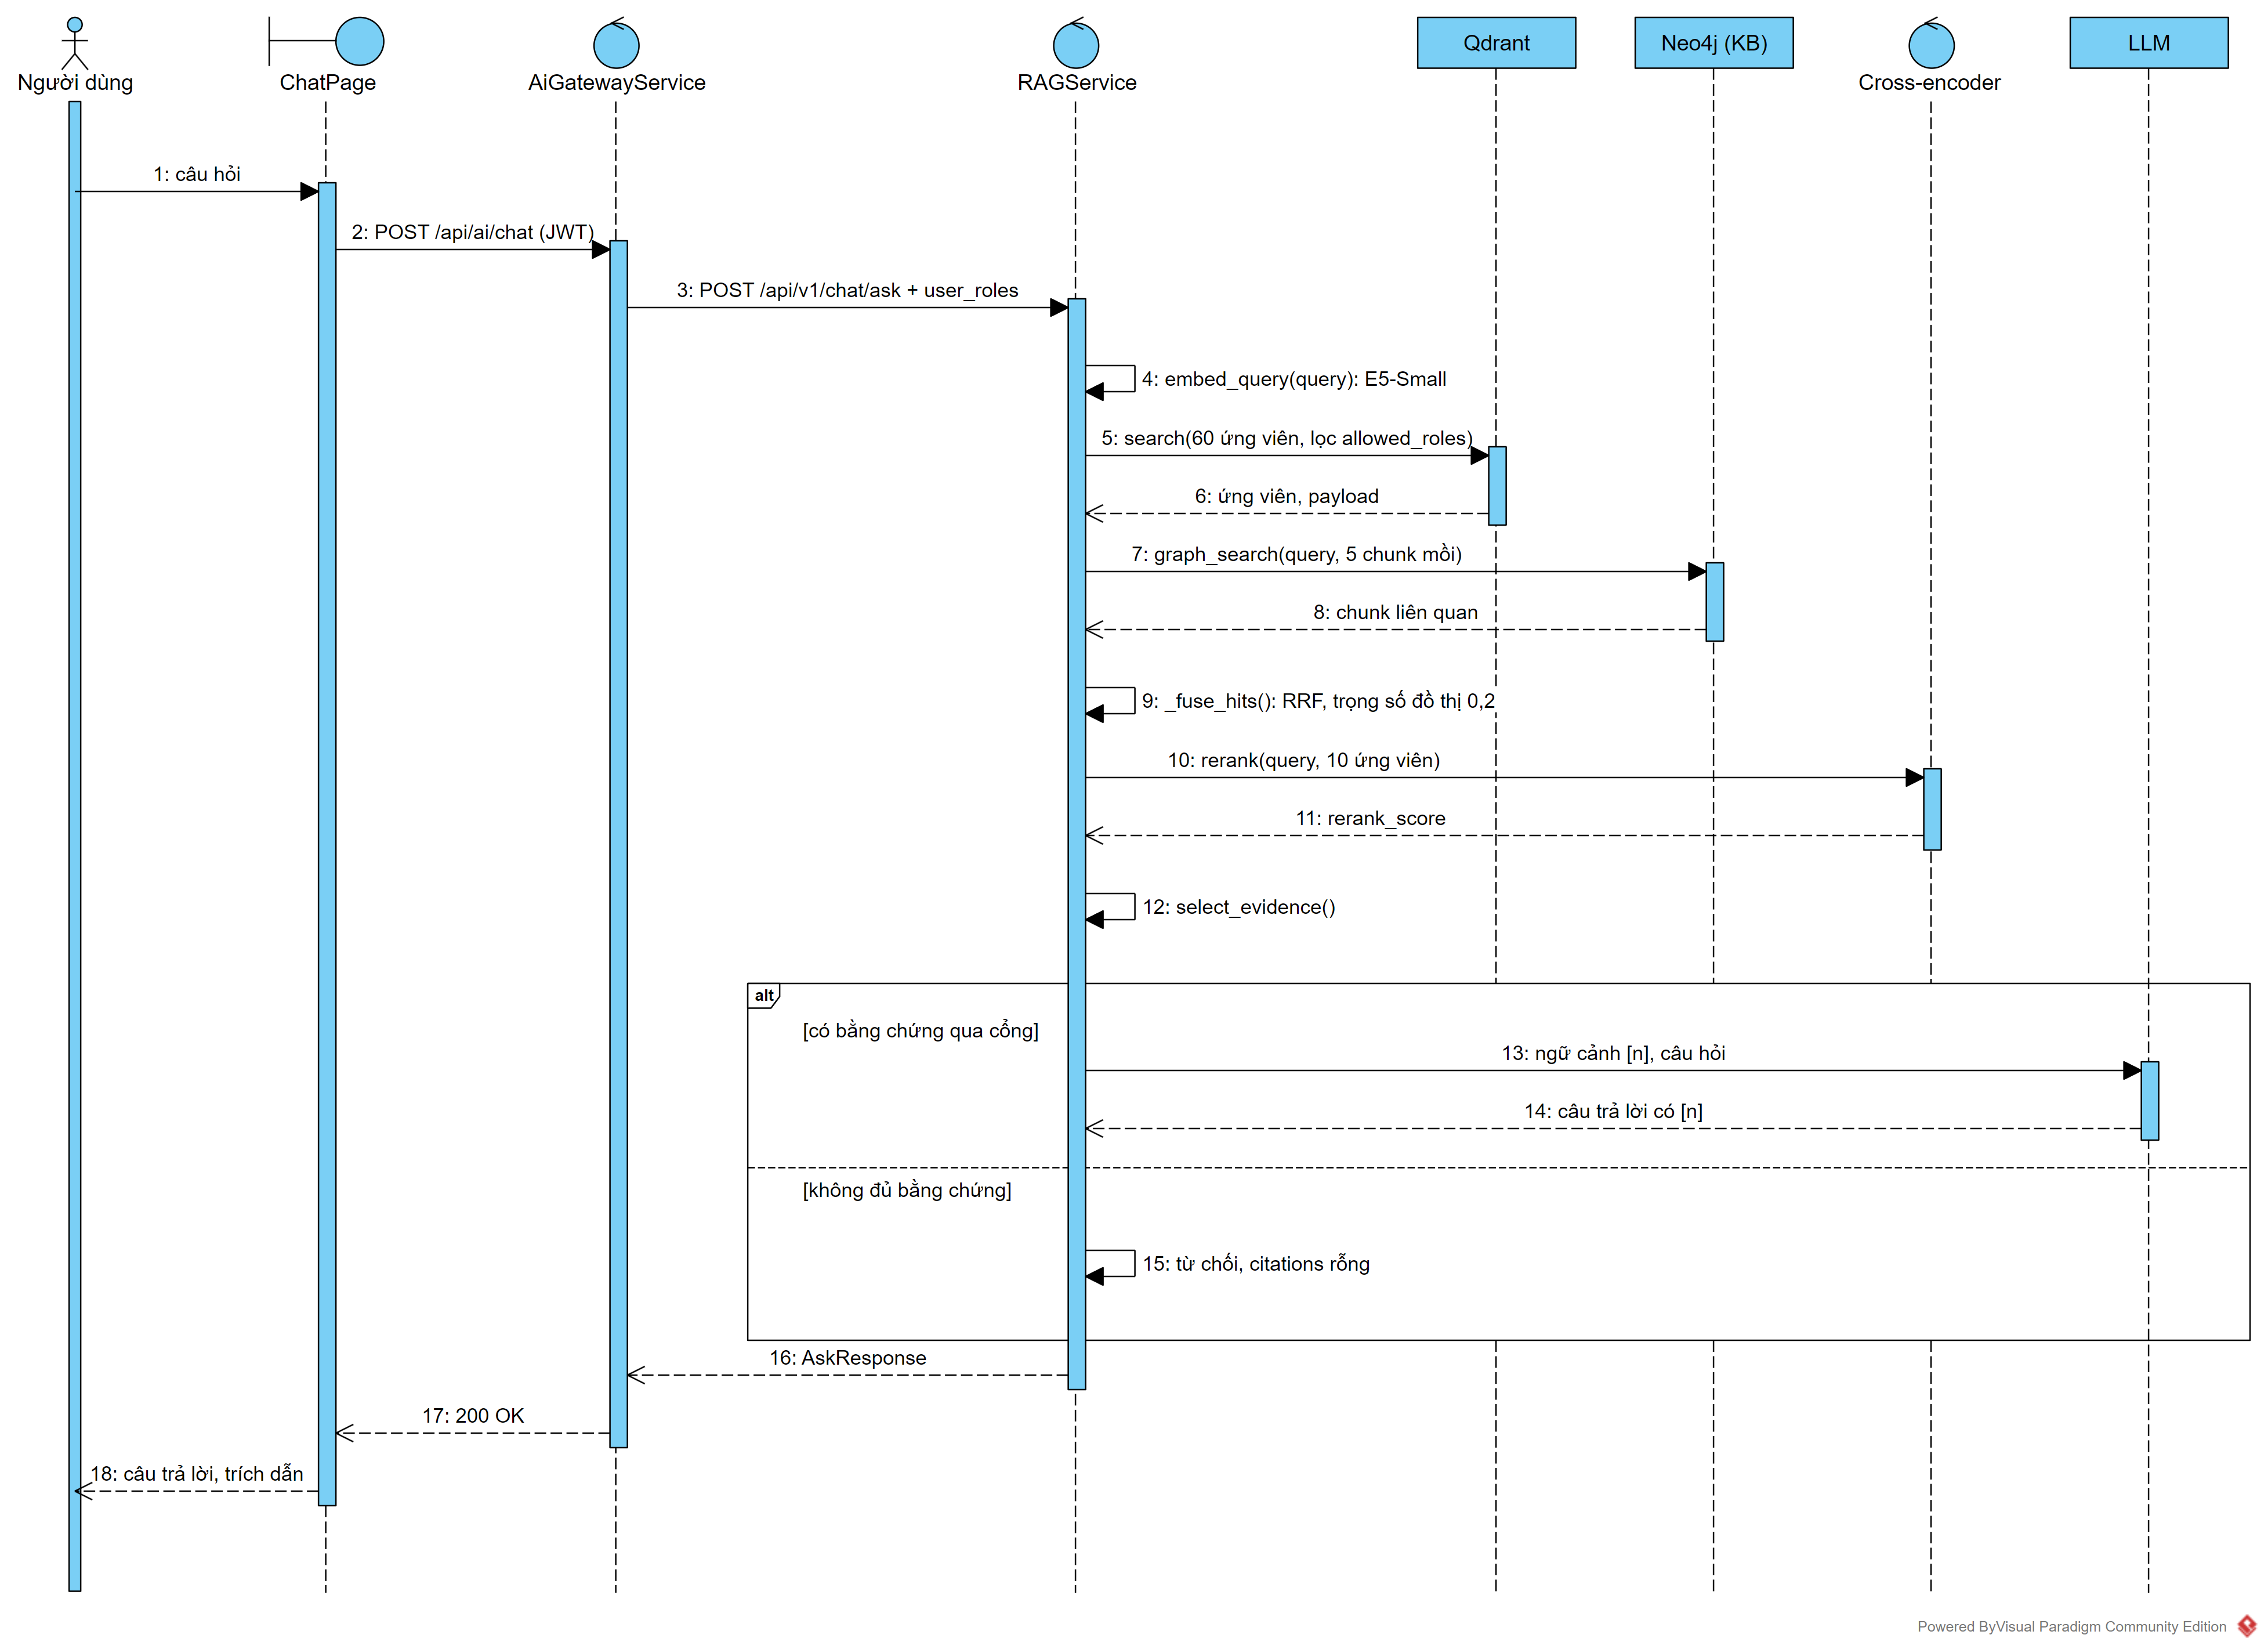 Người dùng
ChatPage
AiGatewayService
RAGService
Qdrant
Neo4j (KB)
Cross-encoder
LLM
1: câu hỏi
2: POST /api/ai/chat (JWT)
3: POST /api/v1/chat/ask + user_roles
4: embed_query(query): E5-Small
5: search(60 ứng viên, lọc allowed_roles)
6: ứng viên, payload
7: graph_search(query, 5 chunk mồi)
8: chunk liên quan
9: _fuse_hits(): RRF, trọng số đồ thị 0,2
10: rerank(query, 10 ứng viên)
11: rerank_score
12: select_evidence()
alt
[có bằng chứng qua cổng]
13: ngữ cảnh [n], câu hỏi
14: câu trả lời có [n]
[không đủ bằng chứng]
15: từ chối, citations rỗng
16: AskResponse
17: 200 OK
18: câu trả lời, trích dẫn
Powered ByVisual Paradigm Community Edition